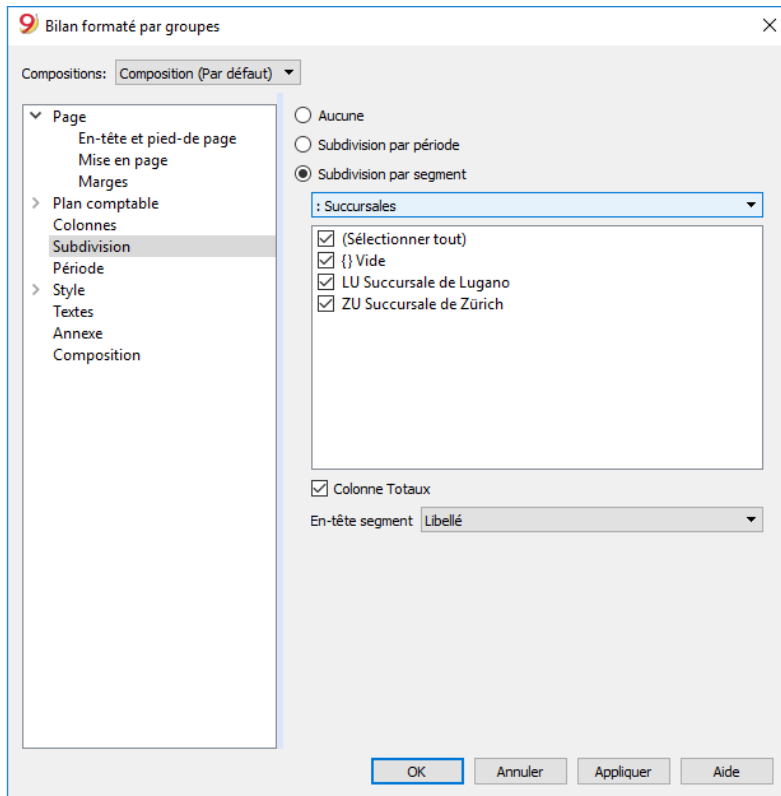 9 Bilan formaté par groupes
Compositions: Composition (Par défaut)
Page
En-tête et pied-de page
Mise en page
Marges
Plan comptable
Colonnes
Subdivision
Période
Style
Textes
Annexe
Composition
Aucune
Subdivision par période
Subdivision par segment
: Succursales
(Sélectionner tout)
{} Vide
LU Succursale de Lugano
ZU Succursale de Zürich
Colonne Totaux
En-tête segment Libellé
OK Annuler Appliquer Aide